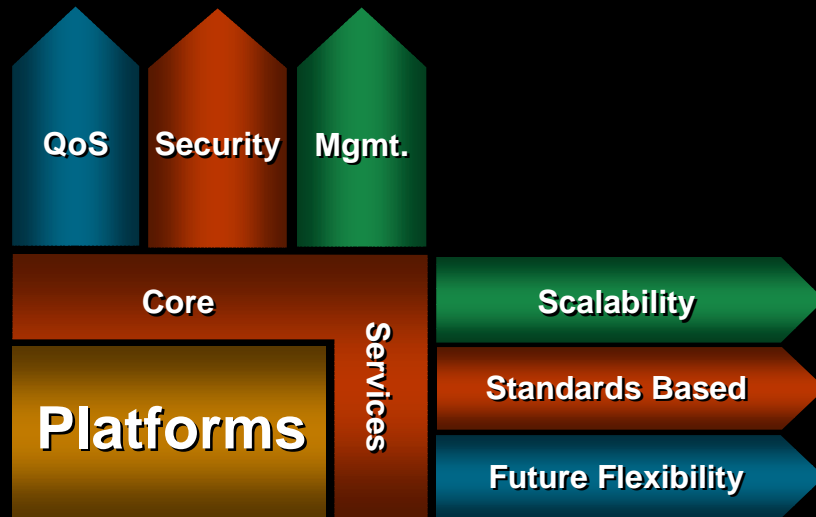 QoS
Security
Mgmt.
Core
Services
Platforms
Scalability
Standards Based
Future Flexibility